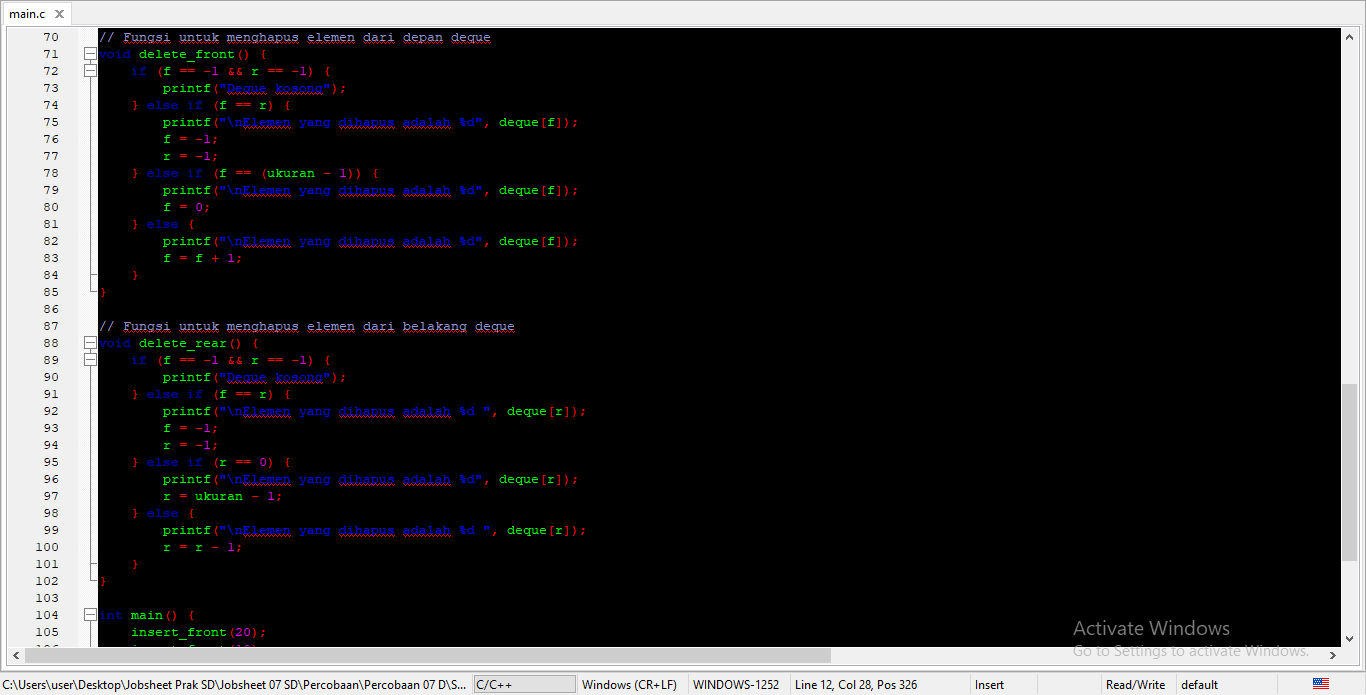 main.c
70 // Fungsi untuk menghapus elemen dari depan deque
71 void delete_front() {
72 if (f == -1 && r == -1) {
73 printf("Deque kosong");
74 } else if (f == r) {
75 printf("\nElemen yang dihapus adalah %d", deque[f]);
76 f = -1;
77 r = -1;
78 } else if (f == (ukuran - 1)) {
79 printf("\nElemen yang dihapus adalah %d", deque[f]);
80 f = 0;
81 } else {
82 printf("\nElemen yang dihapus adalah %d", deque[f]);
83 f = f + 1;
84 }
85 }
86
87 // Fungsi untuk menghapus elemen dari belakang deque
88 void delete_rear() {
89 if (f == -1 && r == -1) {
90 printf("Deque kosong");
91 } else if (f == r) {
92 printf("\nElemen yang dihapus adalah %d ", deque[r]);
93 f = -1;
94 r = -1;
95 } else if (r == 0) {
96 printf("\nElemen yang dihapus adalah %d", deque[r]);
97 r = ukuran - 1;
98 } else {
99 printf("\nElemen yang dihapus adalah %d ", deque[r]);
100 r = r - 1;
101 }
102 }
103
104 int main() {
105 insert_front(20);
Activate Windows
Go to Settings to activate Windows.
C:\Users\user\Desktop\Jobsheet Prak SD\Jobsheet 07 SD\Percobaan\Percobaan 07 D\S... C/C++ Windows (CR+LF) WINDOWS-1252 Line 12, Col 28, Pos 326 Insert Read/Write default